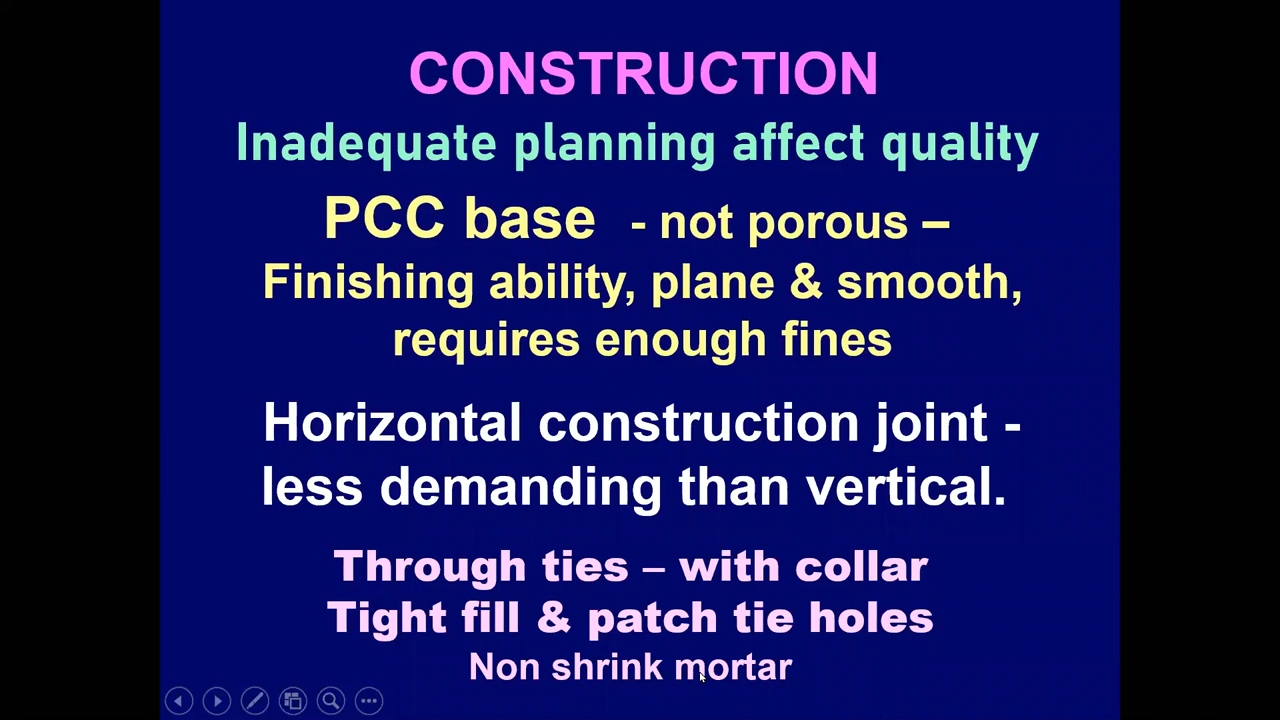 CONSTRUCTION
Inadequate planning affect quality
PCC base - not porous –
Finishing ability, plane & smooth,
requires enough fines
Horizontal construction joint -
less demanding than vertical.
Through ties – with collar
Tight fill & patch tie holes
Non shrink mortar